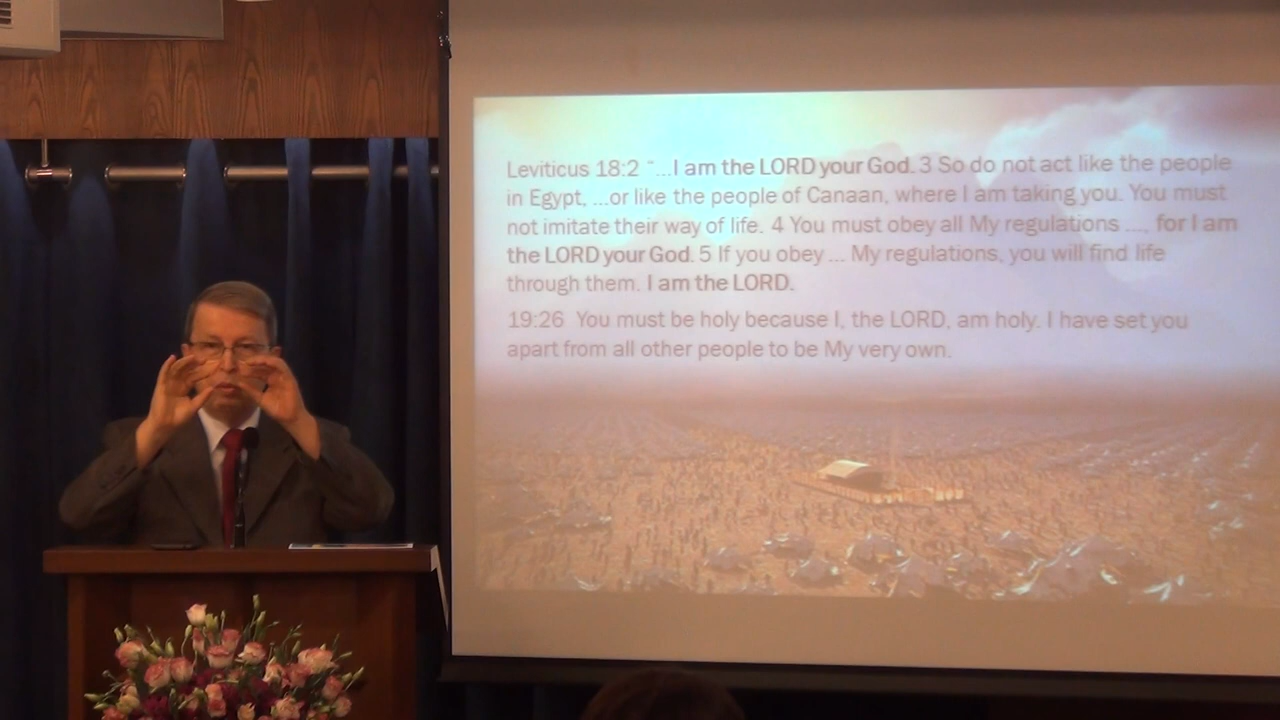 Leviticus 18:2 “...I am the LORD your God. 3 So do not act like the people
in Egypt, ...or like the people of Canaan, where I am taking you. You must
not imitate their way of life. 4 You must obey all My regulations ..., for I am
the LORD your God. 5 If you obey ... My regulations, you will find life
through them. I am the LORD.
19:26 You must be holy because I, the LORD, am holy. I have set you
apart from all other people to be My very own.